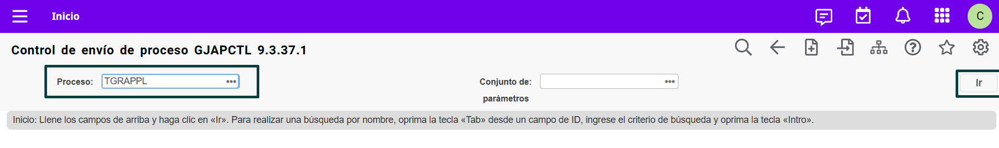 Inicio
C
Control de envío de proceso GJAPCTL 9.3.37.1
Proceso: TGRAPPL ••• Conjunto de: ••• Ir
parámetros
Inicio: Llene los campos de arriba y haga clic en «Ir». Para realizar una búsqueda por nombre, oprima la tecla «Tab» desde un campo de ID, ingrese el criterio de búsqueda y oprima la tecla «Intro».